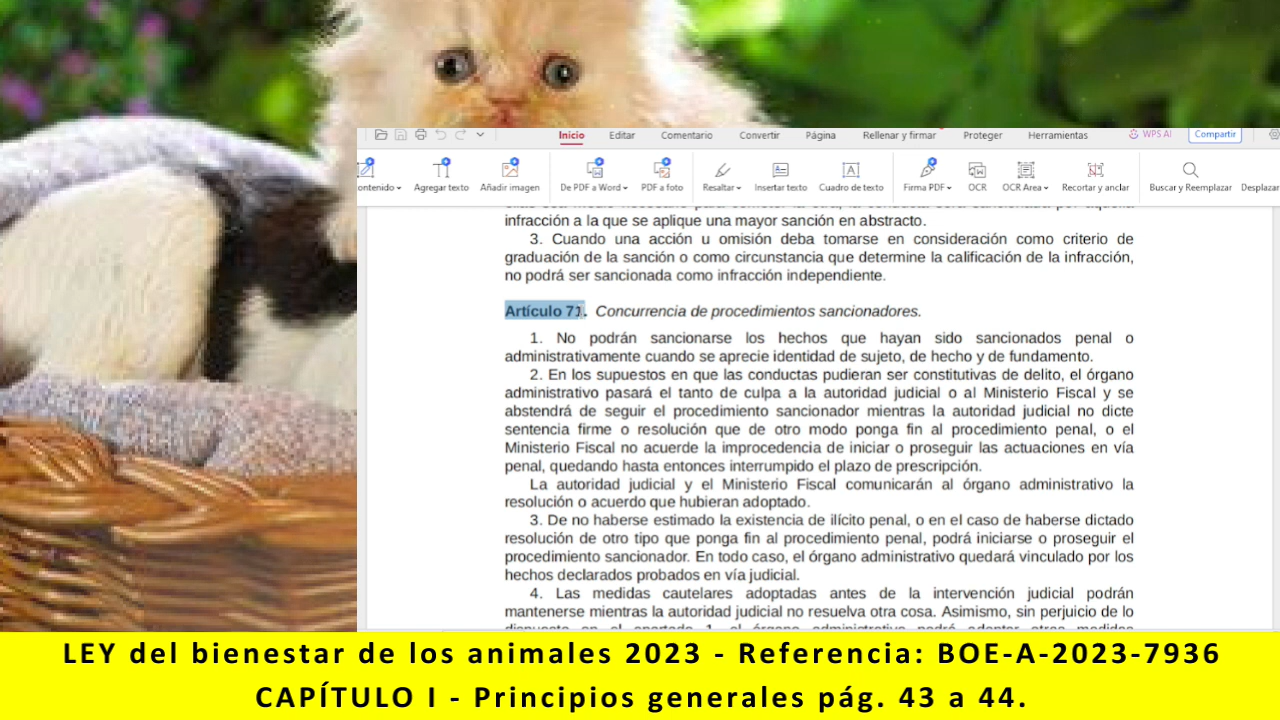 Inicio Editar Comentario Convertir Página Rellenar y firmar Proteger Herramientas WPS AI Compartir
ontenido Agregar texto Añadir imagen De PDF a Word PDF a foto Resaltar Insertar texto Cuadro de texto Firma PDF OCR OCR Area Recortar y anclar Buscar y Reemplazar Desplazar
infracción a la que se aplique una mayor sanción en abstracto.
3. Cuando una acción u omisión deba tomarse en consideración como criterio de
graduación de la sanción o como circunstancia que determine la calificación de la infracción,
no podrá ser sancionada como infracción independiente.
Artículo 71. Concurrencia de procedimientos sancionadores.
1. No podrán sancionarse los hechos que hayan sido sancionados penal o
administrativamente cuando se aprecie identidad de sujeto, de hecho y de fundamento.
2. En los supuestos en que las conductas pudieran ser constitutivas de delito, el órgano
administrativo pasará el tanto de culpa a la autoridad judicial o al Ministerio Fiscal y se
abstendrá de seguir el procedimiento sancionador mientras la autoridad judicial no dicte
sentencia firme o resolución que de otro modo ponga fin al procedimiento penal, o el
Ministerio Fiscal no acuerde la improcedencia de iniciar o proseguir las actuaciones en vía
penal, quedando hasta entonces interrumpido el plazo de prescripción.
La autoridad judicial y el Ministerio Fiscal comunicarán al órgano administrativo la
resolución o acuerdo que hubieran adoptado.
3. De no haberse estimado la existencia de ilícito penal, o en el caso de haberse dictado
resolución de otro tipo que ponga fin al procedimiento penal, podrá iniciarse o proseguir el
procedimiento sancionador. En todo caso, el órgano administrativo quedará vinculado por los
hechos declarados probados en vía judicial.
4. Las medidas cautelares adoptadas antes de la intervención judicial podrán
mantenerse mientras la autoridad judicial no resuelva otra cosa. Asimismo, sin perjuicio de lo
LEY del bienestar de los animales 2023 - Referencia: BOE-A-2023-7936
CAPÍTULO I - Principios generales pág. 43 a 44.